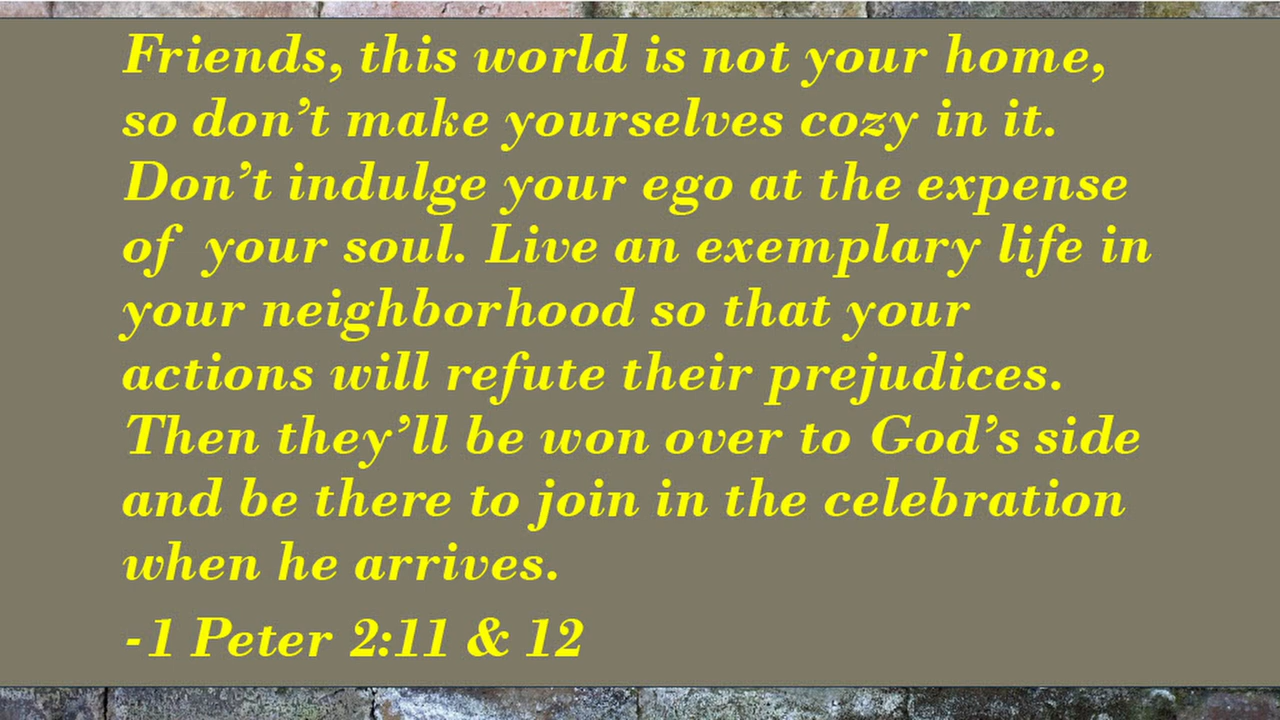 Friends, this world is not your home,
so don’t make yourselves cozy in it.
Don’t indulge your ego at the expense
of your soul. Live an exemplary life in
your neighborhood so that your
actions will refute their prejudices.
Then they’ll be won over to God’s side
and be there to join in the celebration
when he arrives.
-1 Peter 2:11 & 12